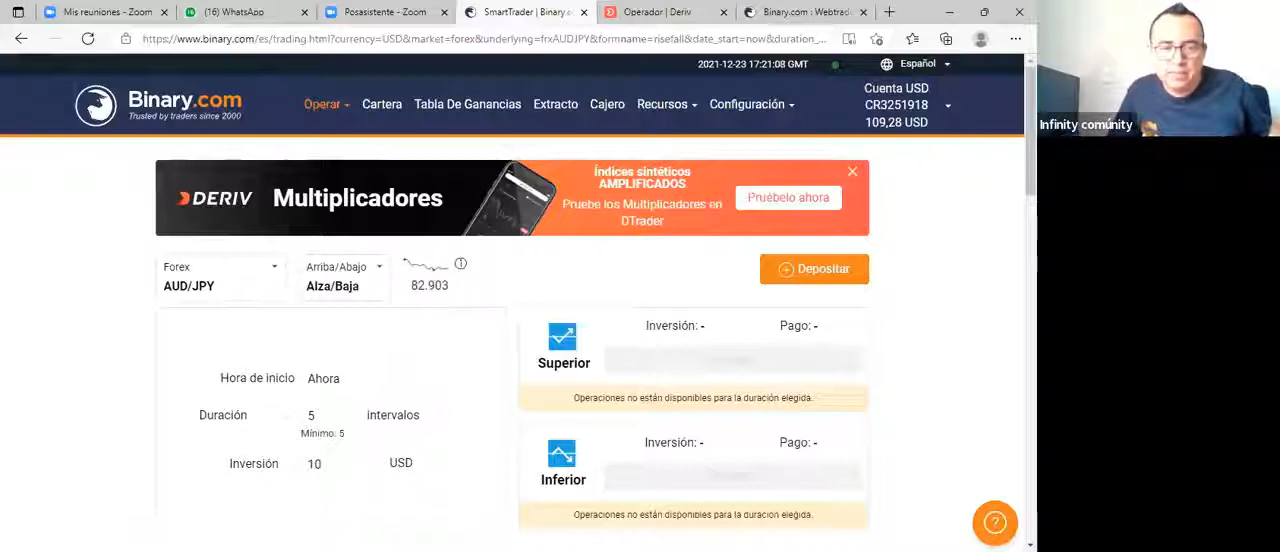 Mis reuniones - Zoom
(16) WhatsApp
Posasistente - Zoom
SmartTrader | Binary.c
Operador | Deriv
Binary.com : Webtrad
https://www.binary.com/es/trading.html?currency=USD&market=forex&underlying=frxAUDJPY&formname=risefall&date_start=now&duration_...
2021-12-23 17:21:08 GMT
Español
Binary.com
Trusted by traders since 2000
Operar
Cartera
Tabla De Ganancias
Extracto
Cajero
Recursos
Configuración
Cuenta USD
CR3251918
109,28 USD
Infinity comúnity
DERIV
Multiplicadores
Índices sintéticos
AMPLIFICADOS
Pruebe los Multiplicadores en
DTrader
Pruébelo ahora
Forex
AUD/JPY
Arriba/Abajo
Alza/Baja
82.903
Depositar
Hora de inicio Ahora
Duración 5 intervalos
Mínimo: 5
Inversión 10 USD
Superior
Inversión: - Pago: -
Operaciones no están disponibles para la duración elegida.
Inferior
Inversión: - Pago: -
Operaciones no están disponibles para la duración elegida.